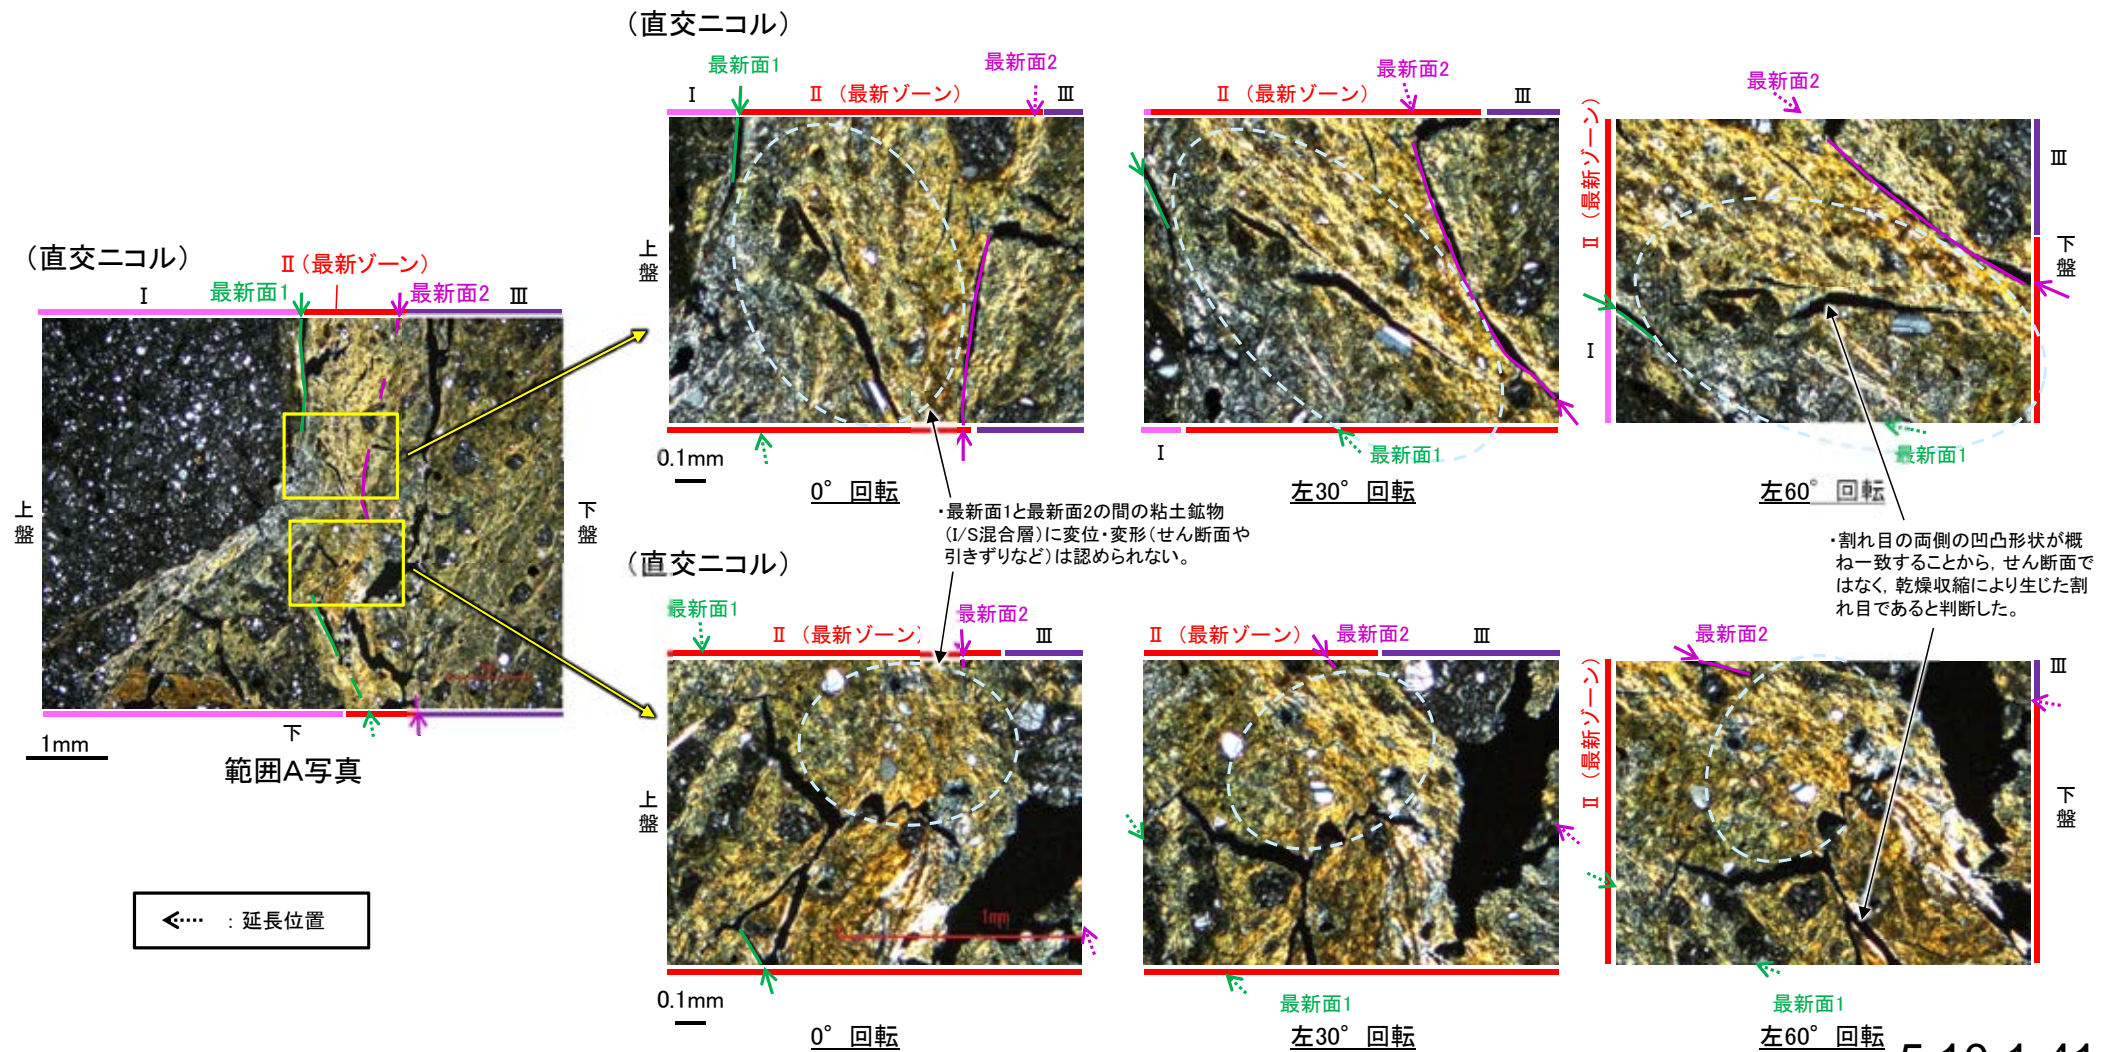 (直交ニコル)
Ⅱ(最新ゾーン)
Ⅰ
最新面1
最新面2
Ⅲ
上盤
下盤
下
1mm
範囲A写真
: 延長位置
(直交ニコル)
最新面1
最新面2
Ⅰ
Ⅱ (最新ゾーン)
Ⅲ
上盤
0.1mm
0° 回転
最新面2
Ⅱ (最新ゾーン)
Ⅲ
Ⅰ
最新面1
左30° 回転
最新面2
Ⅱ (最新ゾーン)
Ⅰ
Ⅲ
下盤
最新面1
左60° 回転
・最新面1と最新面2の間の粘土鉱物
(I/S混合層)に変位・変形(せん断面や
引きずりなど)は認められない。
・割れ目の両側の凹凸形状が概
ね一致することから, せん断面で
はなく, 乾燥収縮により生じた割
れ目であると判断した。
(直交ニコル)
最新面1
最新面2
Ⅱ (最新ゾーン)
Ⅲ
上盤
1mm
0.1mm
0° 回転
Ⅱ (最新ゾーン)
最新面2
Ⅲ
最新面1
左30° 回転
最新面2
Ⅱ (最新ゾーン)
Ⅲ
下盤
最新面1
左60° 回転